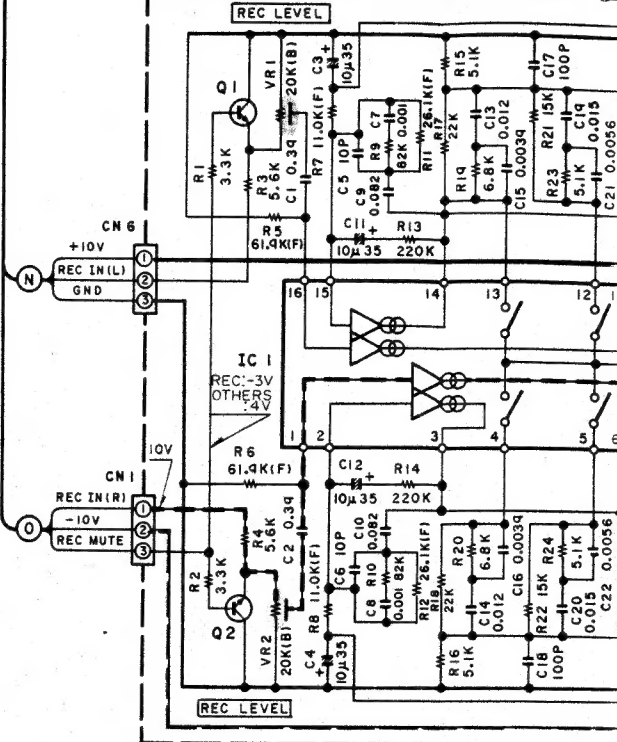 REC LEVEL
Q1
VR1
20K(B)
C3 +
10μ35
R15
5.1K
C17
100P
R1
3.3K
R3
5.6K
C1 0.39
R7
11.0K(F)
C5
10P
C7
0.001
R9
82K
R11
26.1K(F)
C9
0.082
R17
22K
C13
0.012
R19
6.8K
C15 0.0039
R21 15K
C19
0.015
R23
5.1K
C21
0.0056
R5
61.9K(F)
C11
+
10μ35
R13
220K
CN6
+10V
1
REC IN(L)
2
GND
3
N
16
15
14
13
12
IC 1
REC:-3V
OTHERS
:4V
1
2
3
4
5
6
R6
61.9K(F)
10V
CN1
REC IN(R)
1
-10V
2
REC MUTE
3
O
C12
+
10μ35
R14
220K
R2
3.3K
R4
5.6K
C2 0.39
R8
11.0K(F)
C6
10P
C10
0.082
R10
82K
C8
0.001
R12
26.1K(F)
R18
22K
R20
6.8K
C14
0.012
C16 0.0039
R22 15K
R24
5.1K
C20
0.015
C22
0.0056
Q2
VR2
20K(B)
C4
+
10μ35
R16
5.1K
C18
100P
REC LEVEL